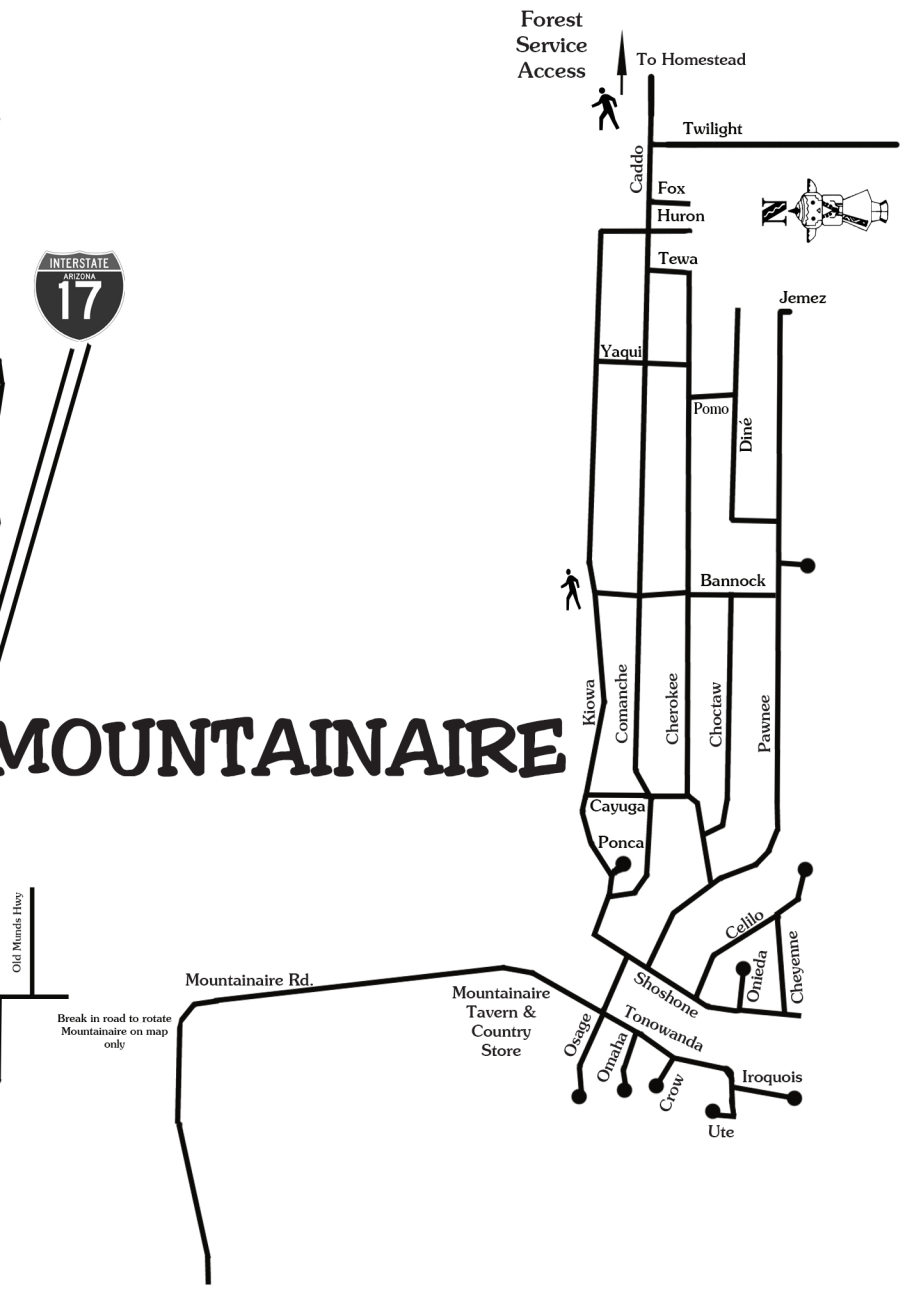 Forest
Service
Access
To Homestead
Twilight
Caddo
Fox
Huron
N
Tewa
INTERSTATE
ARIZONA
17
Jemez
Yaqui
Pomo
Diné
Bannock
Kiowa
Comanche
Cherokee
Choctaw
Pawnee
MOUNTAINAIRE
Cayuga
Ponca
Old Munds Hwy
Celilo
Onieda
Cheyenne
Shoshone
Mountainaire Rd.
Mountainaire
Tavern &
Country
Store
Break in road to rotate
Mountainaire on map
only
Tonowanda
Osage
Omaha
Crow
Iroquois
Ute